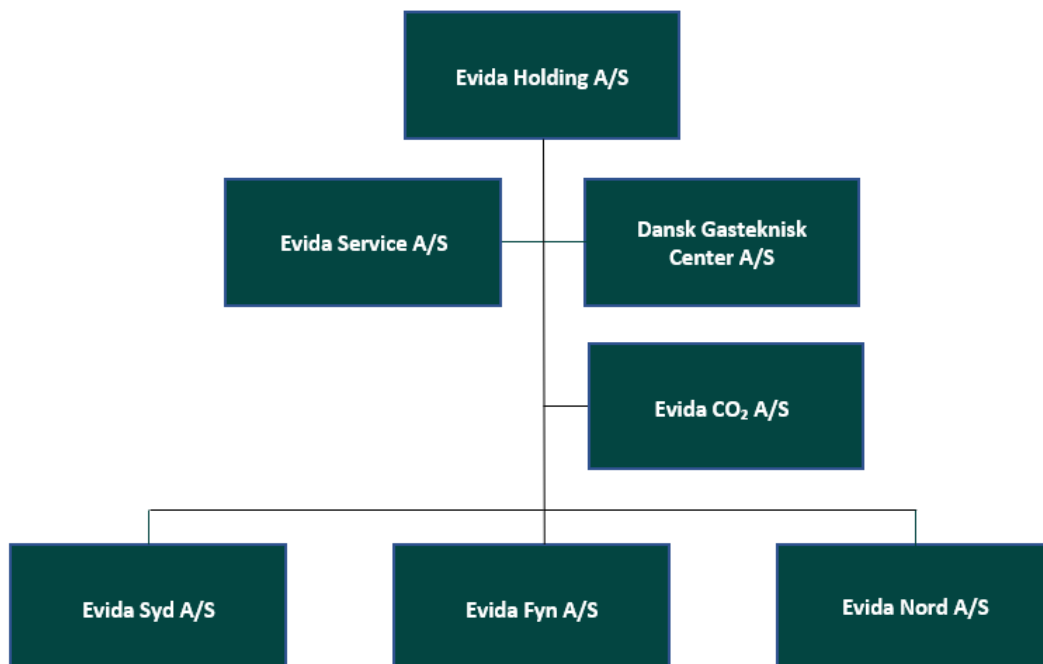 Evida Holding A/S
Evida Service A/S
Dansk Gasteknisk
Center A/S
Evida CO₂ A/S
Evida Syd A/S
Evida Fyn A/S
Evida Nord A/S